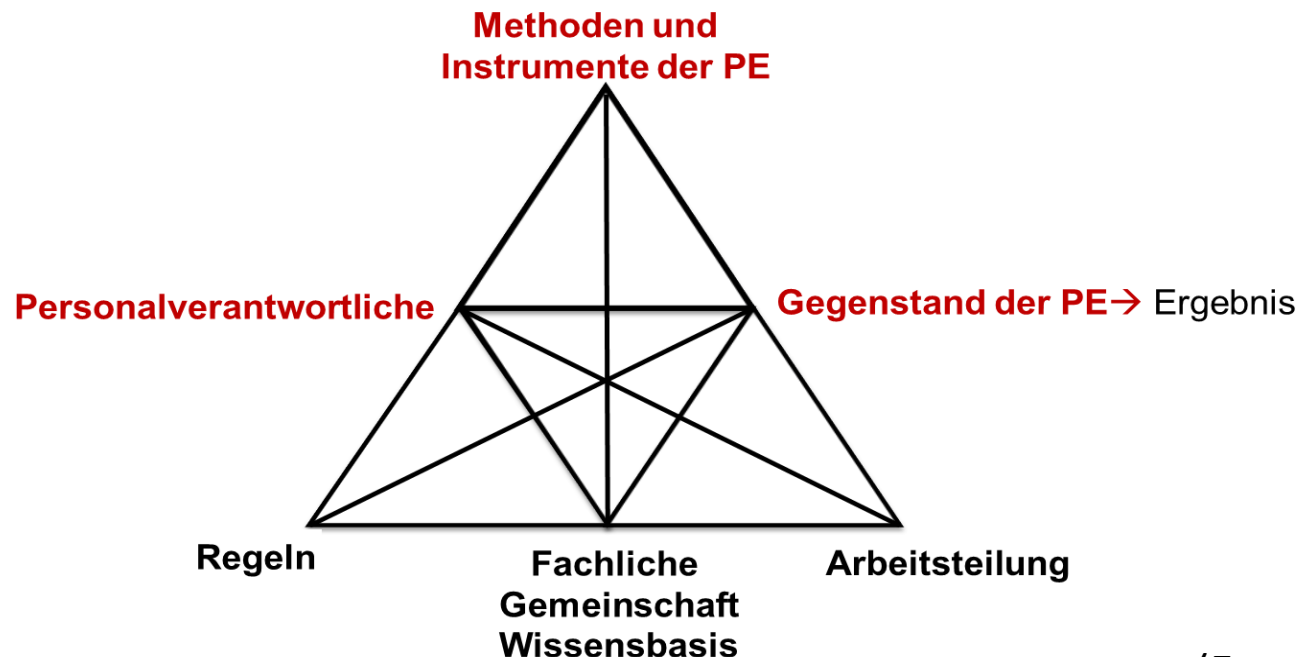 Methoden und
Instrumente der PE
Personalverantwortliche
Gegenstand der PE→ Ergebnis
Regeln
Fachliche
Gemeinschaft
Wissensbasis
Arbeitsteilung